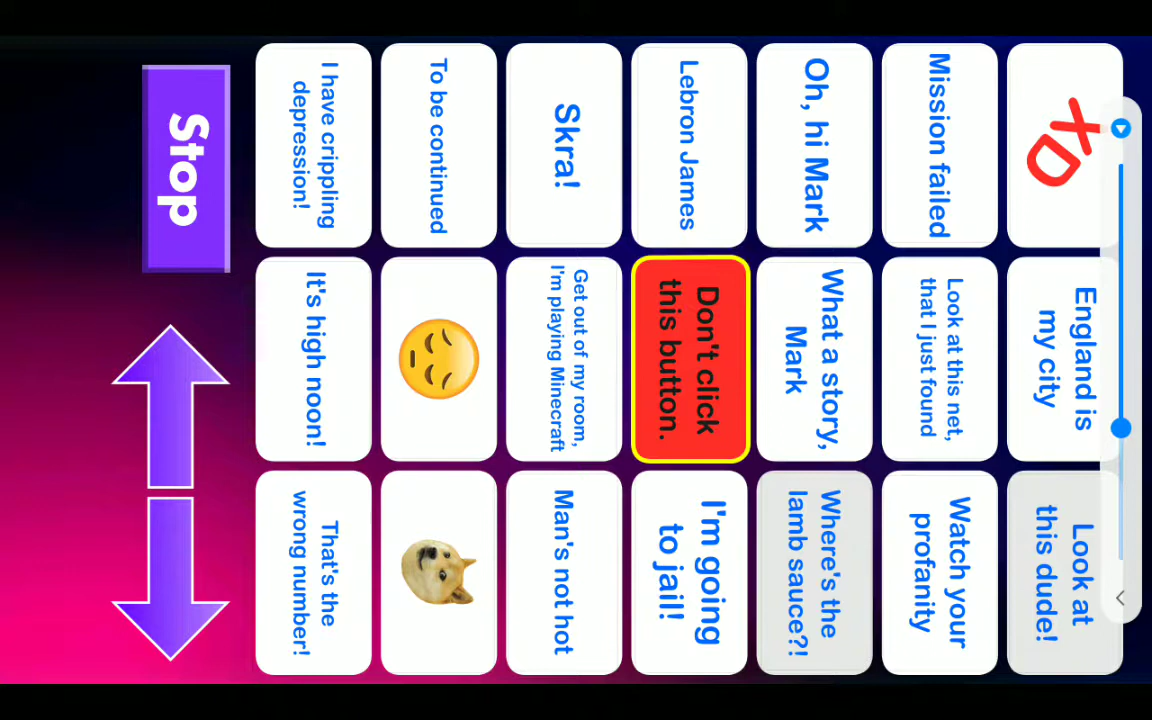 XD
England is
my city
Look at
this dude!
Mission failed
Look at this net,
that I just found
Watch your
profanity
Oh, hi Mark
What a story,
Mark
Where's the
lamb sauce?!
Lebron James
Don't click
this button.
I'm going
to jail!
Skra!
Get out of my room,
I'm playing Minecraft
Man's not hot
To be continued
I have crippling
depression!
It's high noon!
That's the
wrong number!
Stop